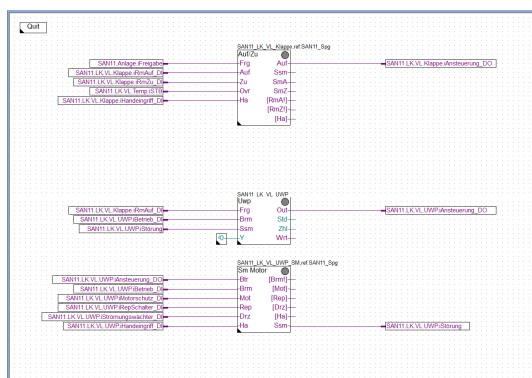 Quit
SAN11_LK_VL_Klappe.ref.SAN11_Spg
Auf/Zu
SAN11.Anlage.iFreigabe Frg Auf SAN11.LK.VL.Klappe.iAnsteuerung_DO
SAN11.LK.VL.Klappe.iRmAuf_DI Auf Ssm
SAN11.LK.VL.Klappe.iRmZu_DI Zu SmA
SAN11.LK.VL.Temp.iSTB Ovr SmZ
SAN11.LK.VL.Klappe.iHandeingriff_DI Ha [RmA!]
[RmZ!]
[Ha]
SAN11_LK_VL_UWP
Uwp
SAN11.LK.VL.Klappe.iRmAuf_DI Frg Out SAN11.LK.VL.UWP.iAnsteuerung_DO
SAN11.LK.VL.UWP.iBetrieb_DI Brm Std
SAN11.LK.VL.UWP.iStörung Ssm Zhl
Y Wrt
SAN11_LK_VL_UWP_SM.ref.SAN11_Spg
Sm Motor
SAN11.LK.VL.UWP.iAnsteuerung_DO Btr [Brm!]
SAN11.LK.VL.UWP.iBetrieb_DI Brm [Mot]
SAN11.LK.VL.UWP.iMotorschutz_DI Mot [Rep]
SAN11.LK.VL.UWP.iRepSchalter_DI Rep [Drz]
SAN11.LK.VL.UWP.iStromungswächter_DI Drz [Ha]
SAN11.LK.VL.UWP.iHandeingriff_DI Ha Ssm SAN11.LK.VL.UWP.iStörung